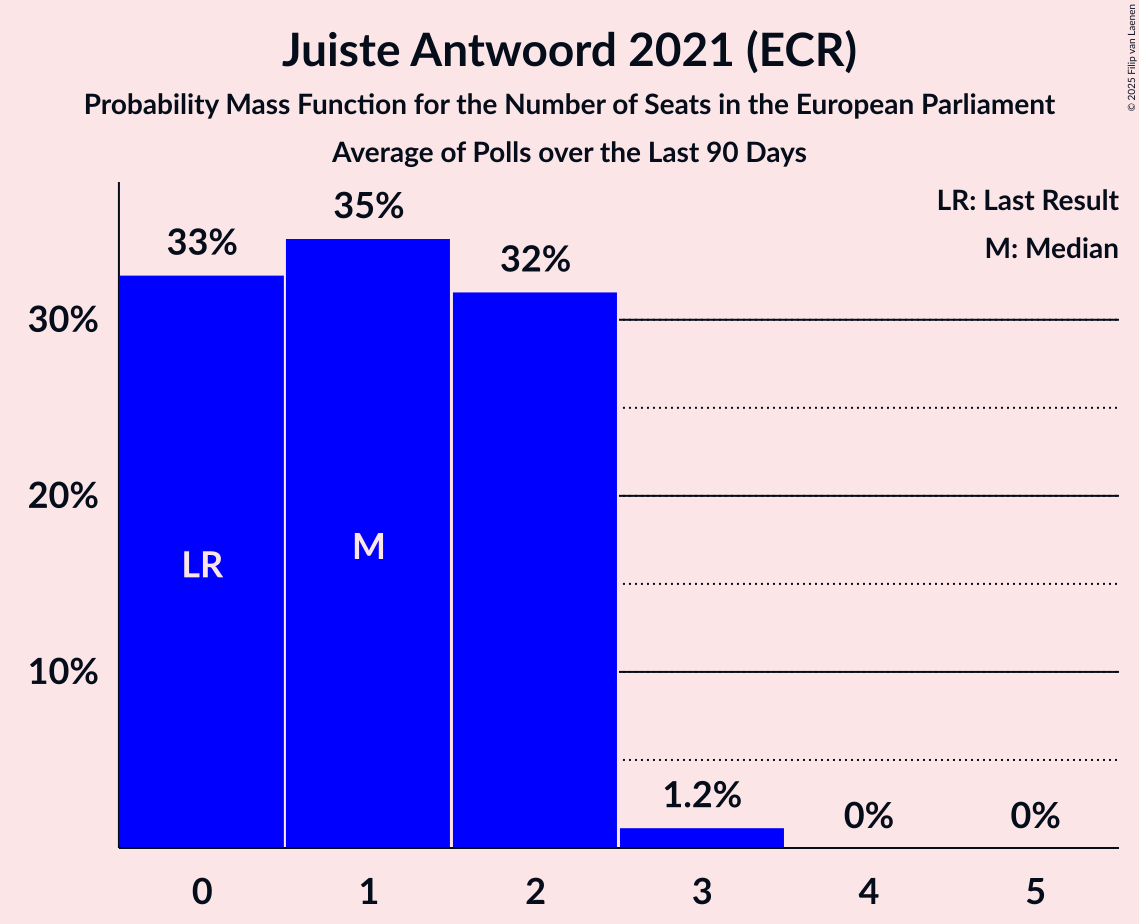 Juiste Antwoord 2021 (ECR)
Probability Mass Function for the Number of Seats in the European Parliament
Average of Polls over the Last 90 Days
© 2025 Filip van Laenen
LR: Last Result
M: Median
33%
35%
32%
1.2%
0%
0%
30%
20%
10%
LR
M
0
1
2
3
4
5